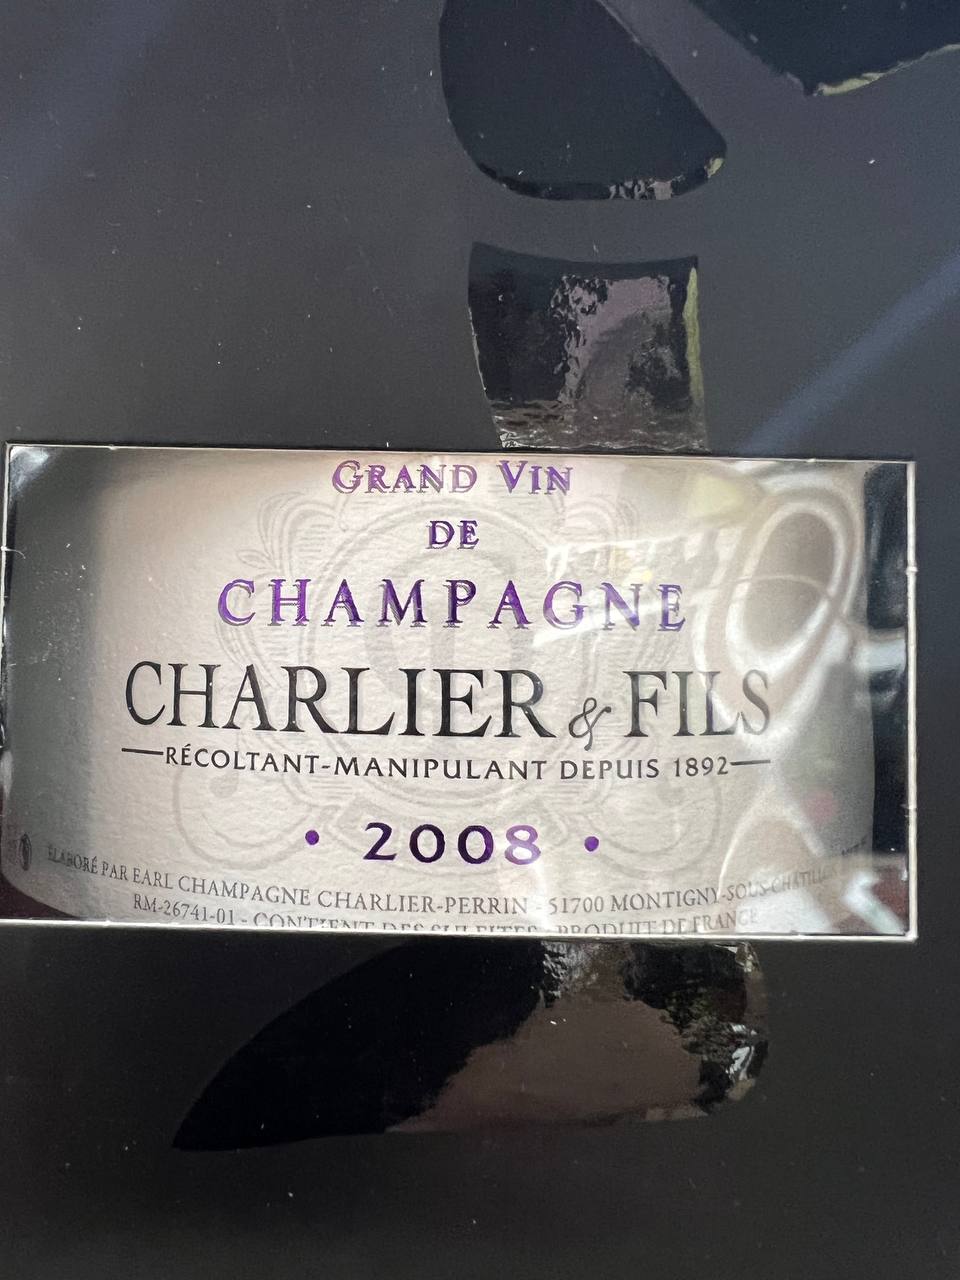 GRAND VIN
DE
CHAMPAGNE
CHARLIER & FILS
RÉCOLTANT-MANIPULANT DEPUIS 1892
• 2008 •
ÉLABORÉ PAR EARL CHAMPAGNE CHARLIER-PERRIN - 51700 MONTIGNY-SOUS-CHÂTILLON
RM-26741-01 - CONTIENT DES SULFITES - PRODUIT DE FRANCE